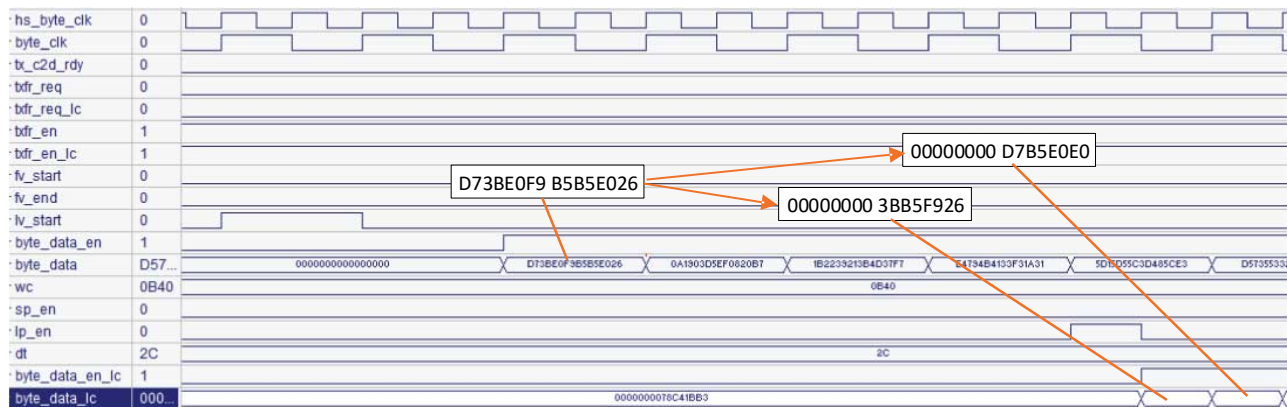 hs_byte_clk 0
byte_clk 0
tx_c2d_rdy 0
txfr_req 0
txfr_req_lc 0
txfr_en 1
00000000 D7B5E0E0
txfr_en_lc 1
fv_start 0
D73BE0F9 B5B5E026
fv_end 0
00000000 3BB5F926
lv_start 0
byte_data_en 1
byte_data D57... 0000000000000000 D73BE0F9B5B5E026 0A1903D5EF0820B7 1B2239213B4D37F7
wc 0B40 0B40
sp_en 0
lp_en 0
dt 2C 2C
byte_data_en_lc 1
byte_data_lc 000... 0000000078C41BB3